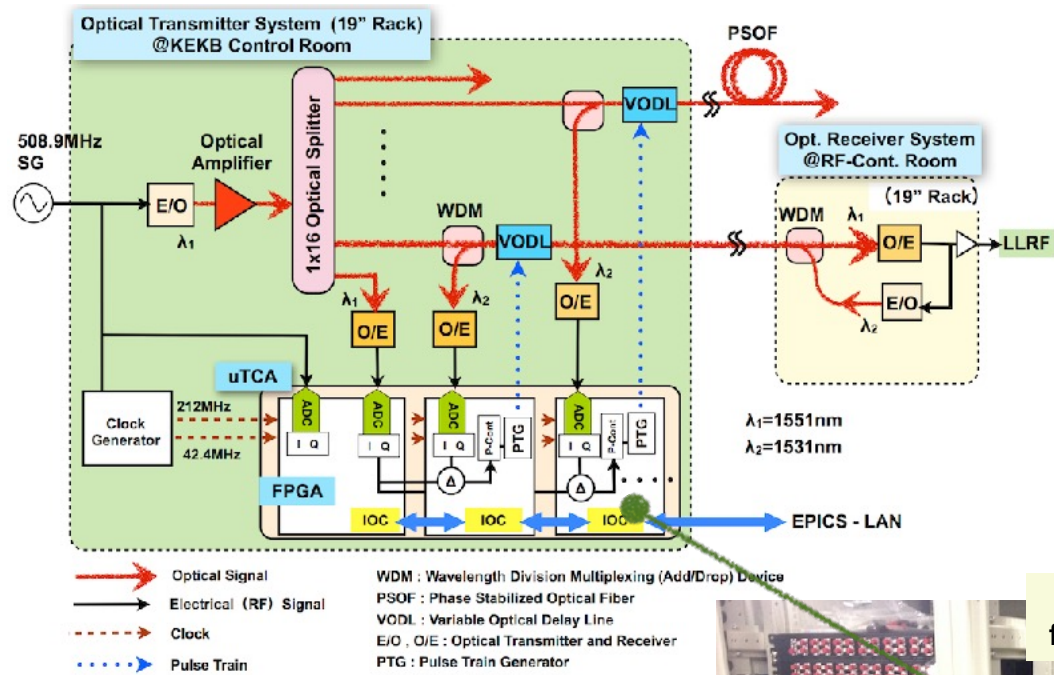 Optical Transmitter System (19” Rack)
@KEKB Control Room
PSOF
VODL
508.9MHz
SG
Optical
Amplifier
E/O
λ1
1x16 Optical Splitter
Opt. Receiver System
@RF-Cont. Room
(19” Rack)
WDM
VODL
WDM
λ1
O/E
LLRF
E/O
λ2
λ1
O/E
λ2
O/E
λ2
O/E
uTCA
Clock
Generator
212MHz
42.4MHz
ADC
I Q
ADC
I Q
ADC
I Q
P-Cont
PTG
ADC
I Q
P-Cont
PTG
Δ
Δ
FPGA
IOC
IOC
IOC
EPICS - LAN
λ1=1551nm
λ2=1531nm
Optical Signal
Electrical (RF) Signal
Clock
Pulse Train
WDM : Wavelength Division Multiplexing (Add/Drop) Device
PSOF : Phase Stabilized Optical Fiber
VODL : Variable Optical Delay Line
E/O , O/E : Optical Transmitter and Receiver
PTG : Pulse Train Generator
f